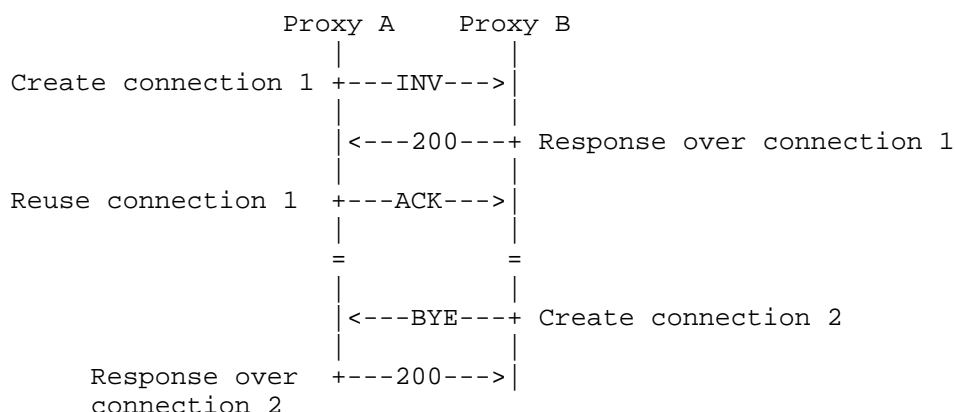 Proxy A    Proxy B
                         |          |
Create connection 1 +---INV--->|
                         |          |
                         |<---200---+ Response over connection 1
                         |          |
Reuse connection 1  +---ACK--->|
                         |          |
                         =          =
                         |          |
                         |<---BYE---+ Create connection 2
                         |          |
     Response over  +---200--->|
     connection 2